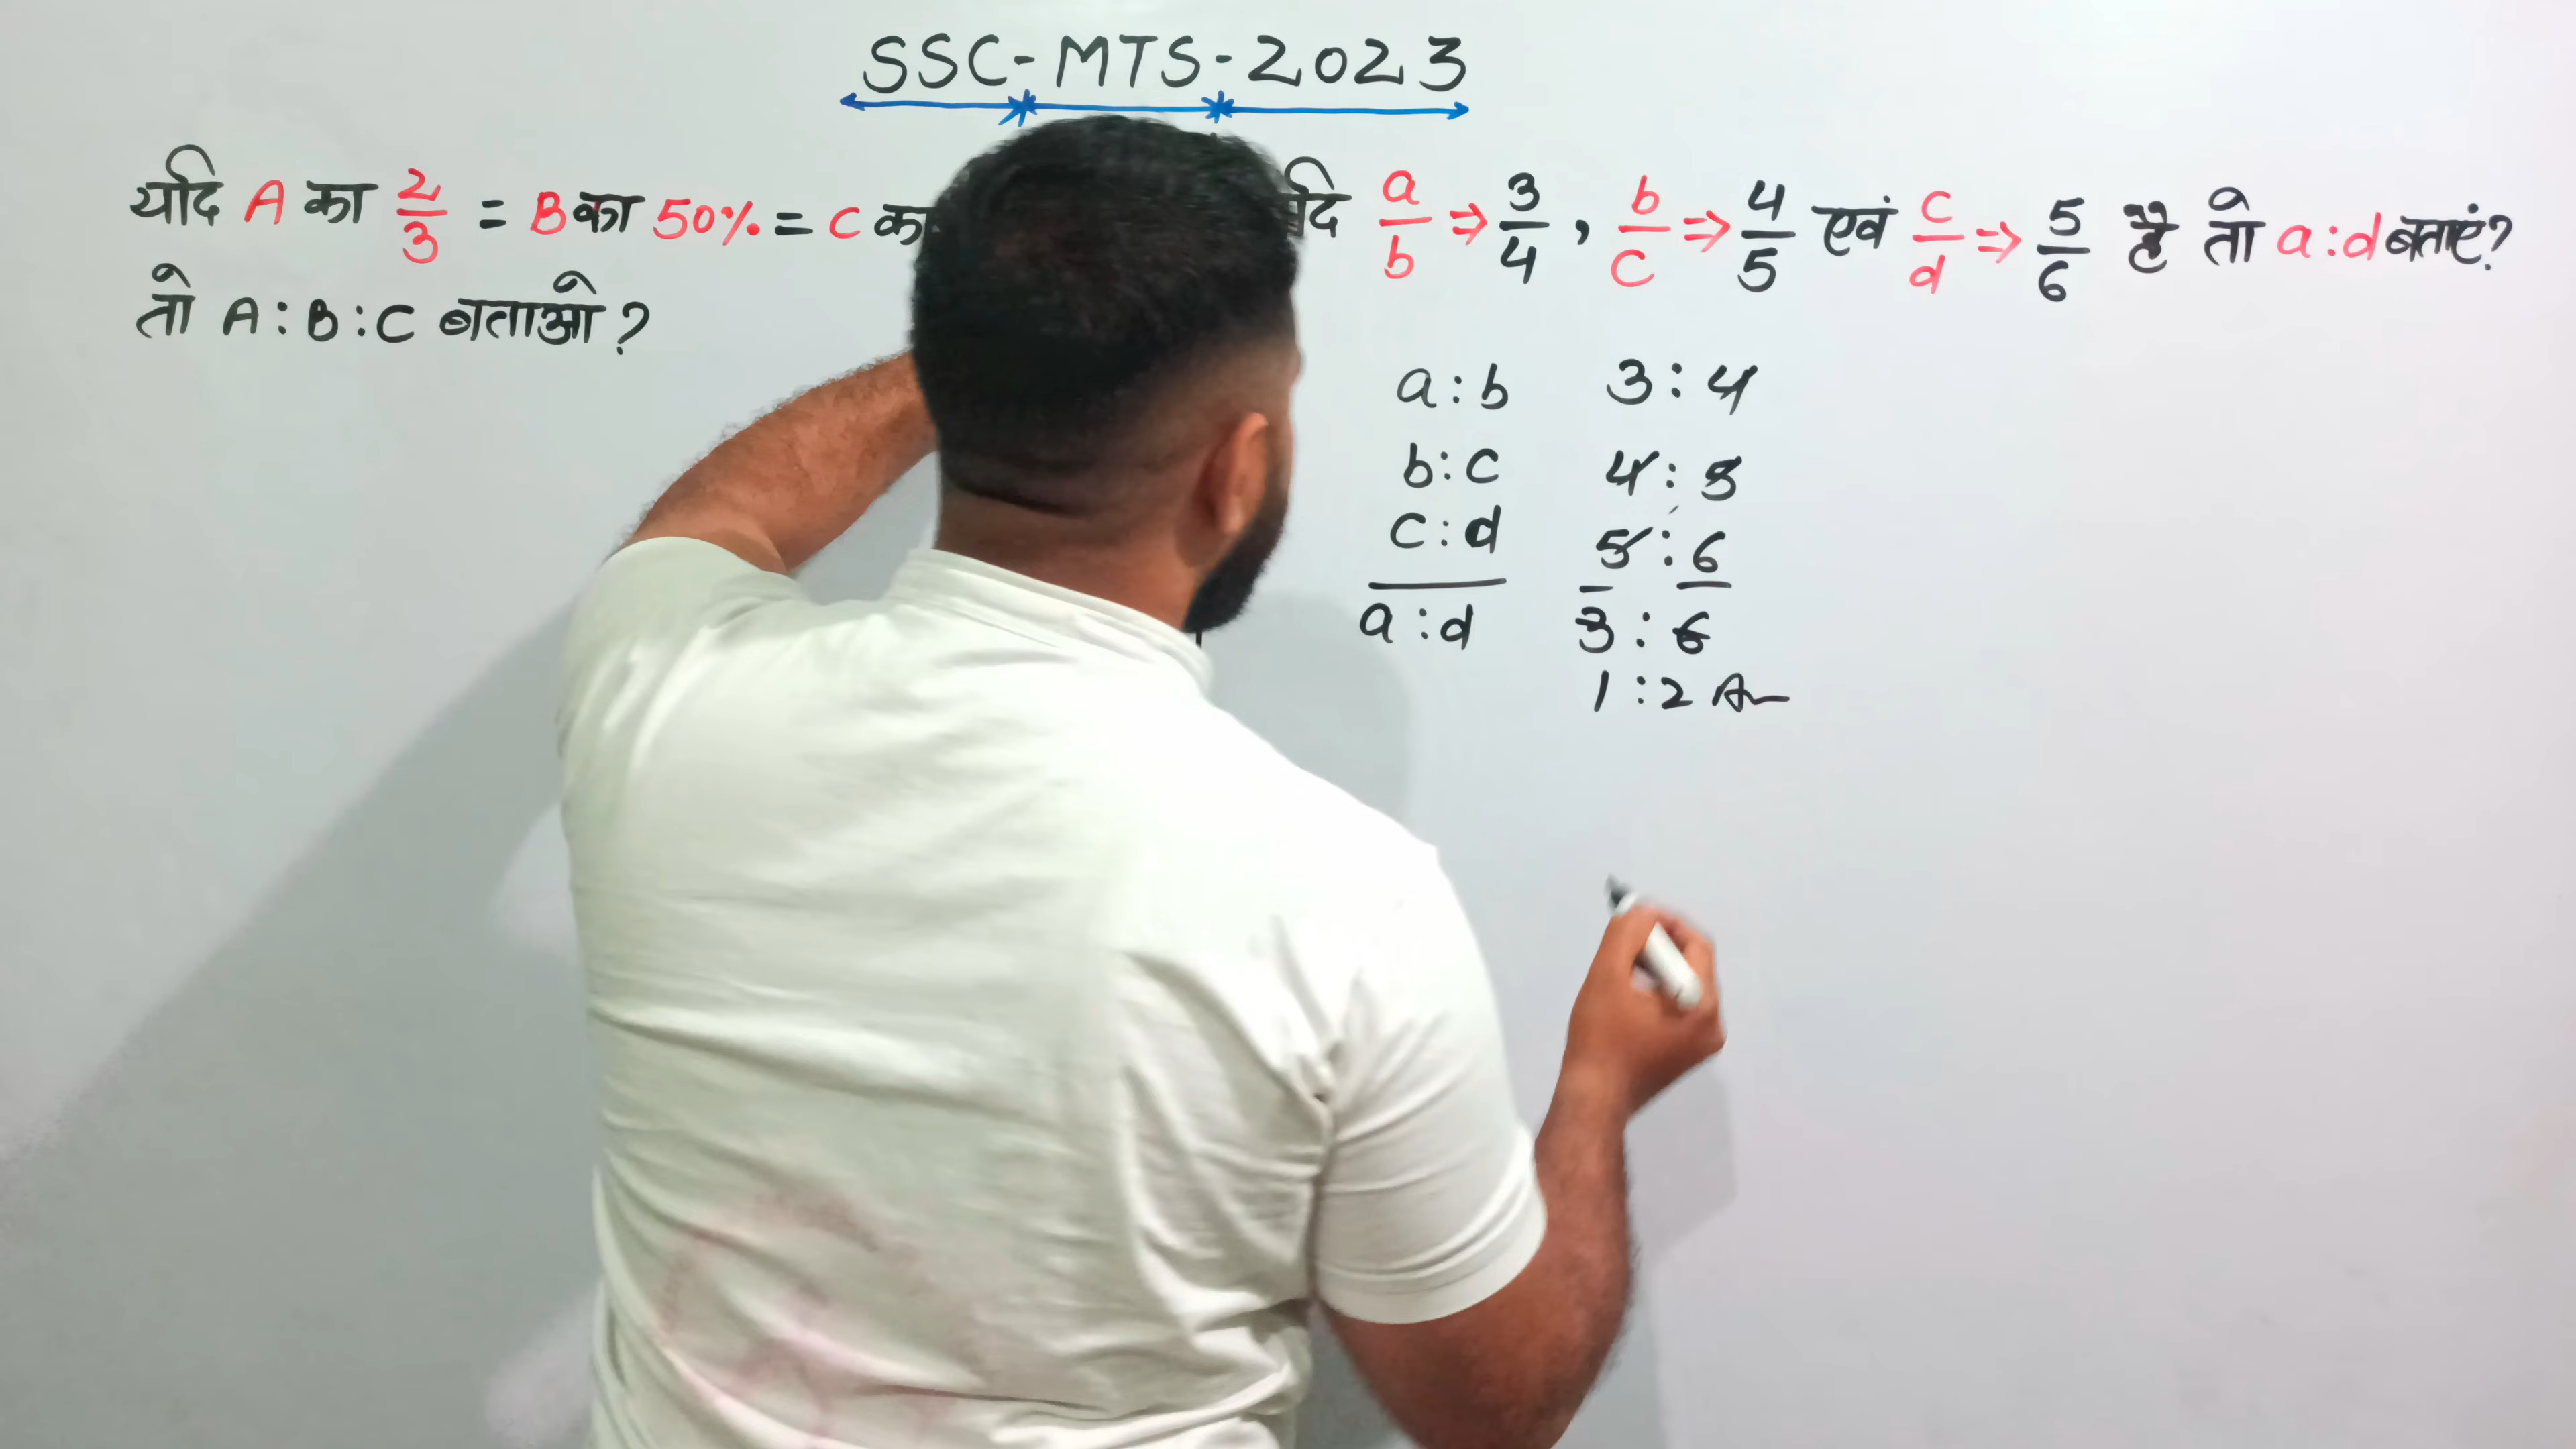 SSC-MTS-2023
यदि A का 2/3 = B का 50% = C का
तो A:B:C बताओ?
a/b ⇒ 3/4, b/c ⇒ 4/5 एवं c/d ⇒ 5/6 है तो a:d बताएं?
a:b 3:4
b:c 4:5
c:d 5:6
a:d 3:6
1:2 A